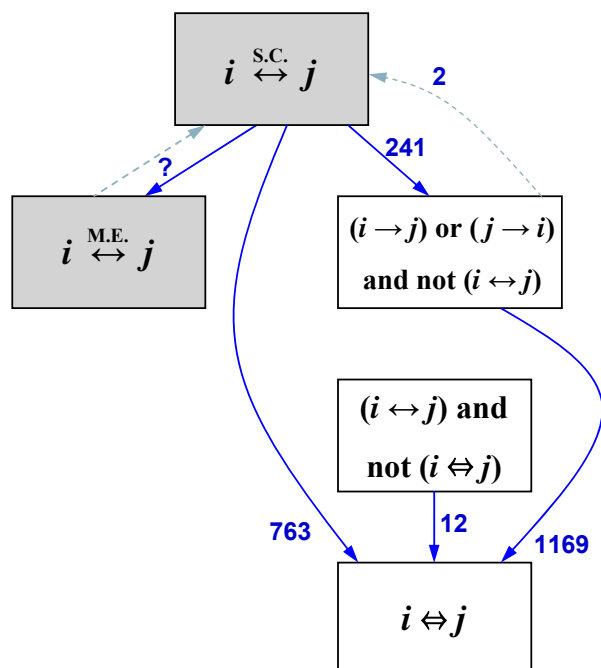 S.C.
i ↔ j
2
?
241
M.E.
i ↔ j
(i → j) or (j → i)
and not (i ↔ j)
(i ↔ j) and
not (i ⇔ j)
763
12
1169
i ⇔ j